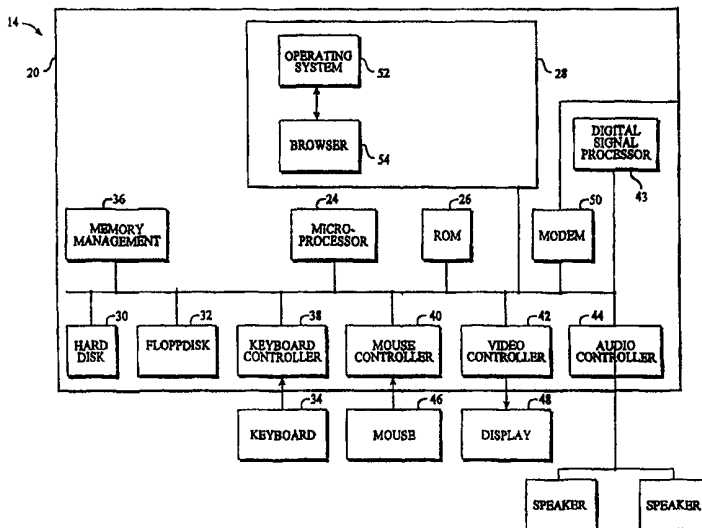 14
20
OPERATING
SYSTEM
52
28
BROWSER
54
DIGITAL
SIGNAL
PROCESSOR
43
36
MEMORY
MANAGEMENT
24
MICRO-
PROCESSOR
26
ROM
50
MODEM
30
HARD
DISK
32
FLOPPDISK
38
KEYBOARD
CONTROLLER
40
MOUSE
CONTROLLER
42
VIDEO
CONTROLLER
44
AUDIO
CONTROLLER
34
KEYBOARD
46
MOUSE
48
DISPLAY
SPEAKER
SPEAKER